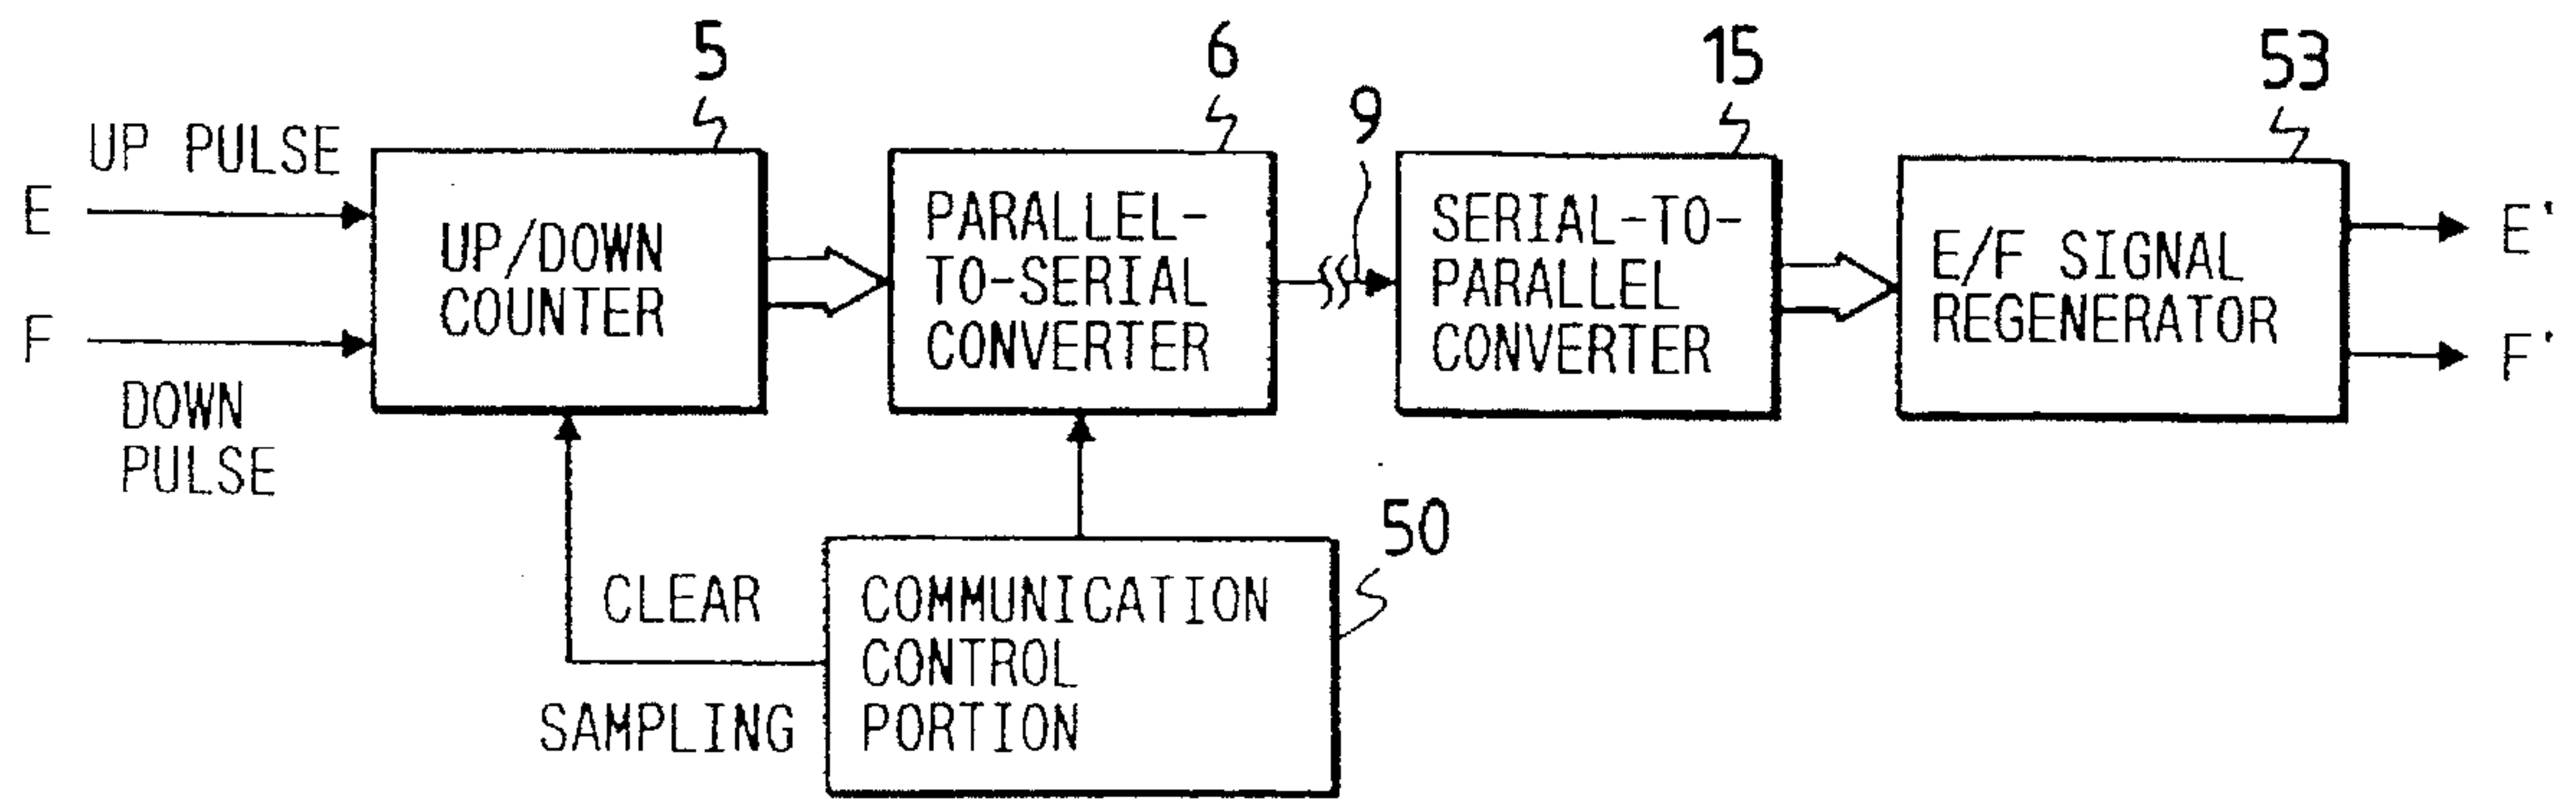 5
6
9
15
53
UP PULSE
E
F
DOWN
PULSE
UP/DOWN
COUNTER
PARALLEL-
TO-SERIAL
CONVERTER
SERIAL-TO-
PARALLEL
CONVERTER
E/F SIGNAL
REGENERATOR
E'
F'
CLEAR
SAMPLING
50
COMMUNICATION
CONTROL
PORTION